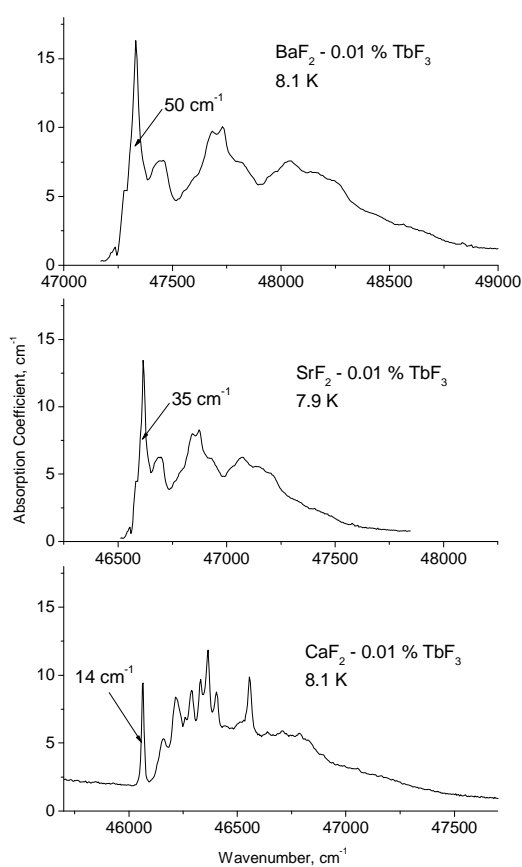 BaF₂ - 0.01 % TbF₃
8.1 K
50 cm⁻¹
15
10
5
0
47000 47500 48000 48500 49000
SrF₂ - 0.01 % TbF₃
7.9 K
35 cm⁻¹
15
10
5
0
46500 47000 47500 48000
Absorption Coefficient, cm⁻¹
CaF₂ - 0.01 % TbF₃
8.1 K
14 cm⁻¹
15
10
5
0
46000 46500 47000 47500
Wavenumber, cm⁻¹